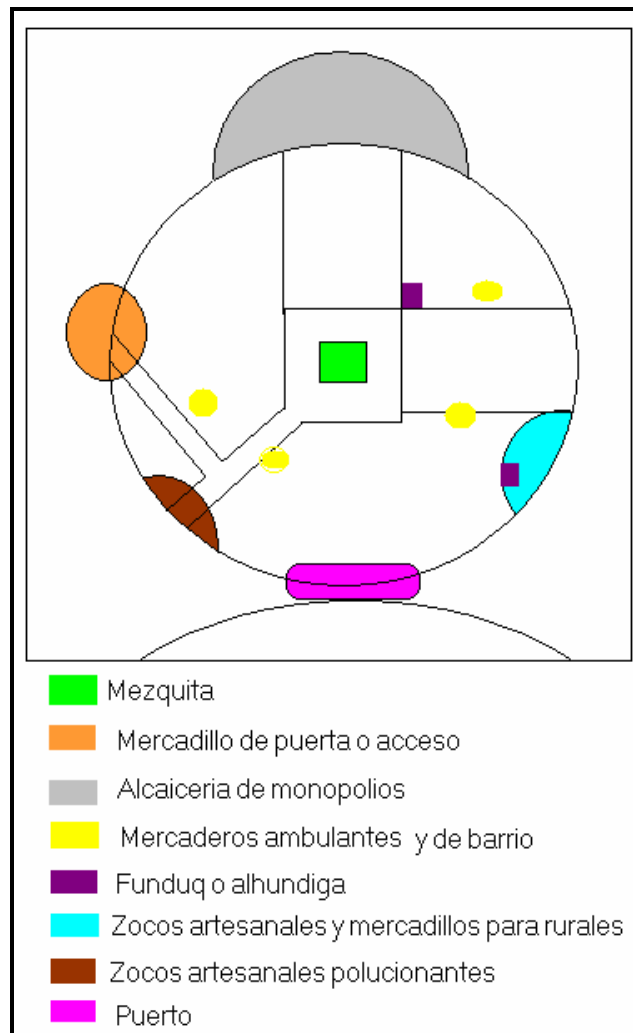 Mezquita
Mercadillo de puerta o acceso
Alcaiceria de monopolios
Mercaderos ambulantes y de barrio
Funduq o alhundiga
Zocos artesanales y mercadillos para rurales
Zocos artesanales polucionantes
Puerto